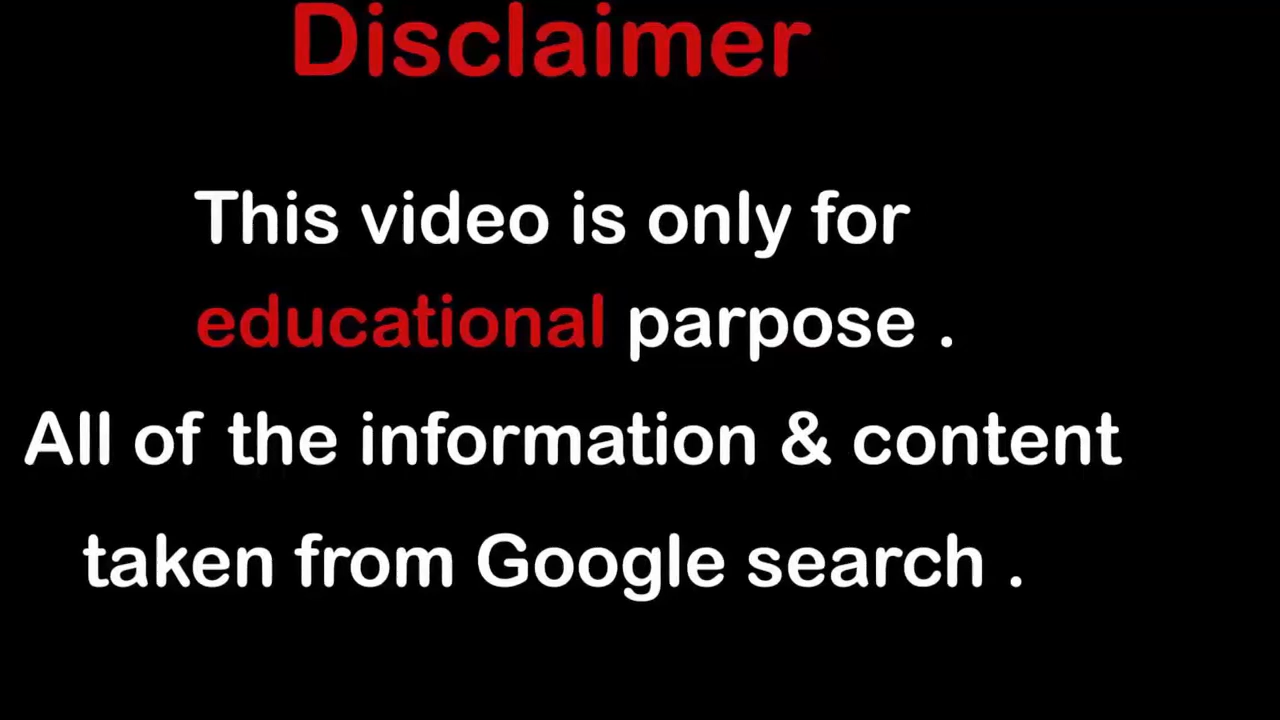 Disclaimer
This video is only for
educational parpose .
All of the information & content
taken from Google search .